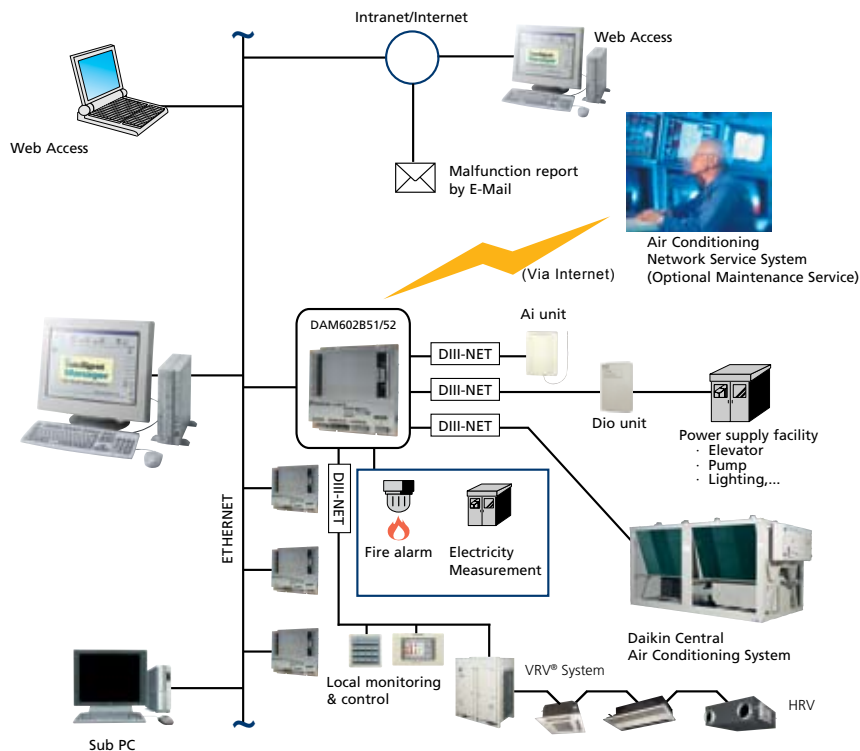 Intranet/Internet
Web Access
Web Access
Malfunction report
by E-Mail
Air Conditioning
Network Service System
(Optional Maintenance Service)
(Via Internet)
Ai unit
DAM602B51/52
DIII-NET
DIII-NET
DIII-NET
Dio unit
Power supply facility
· Elevator
· Pump
· Lighting,...
Intelligent
Manager
DIII-NET
ETHERNET
Fire alarm
Electricity
Measurement
Daikin Central
Air Conditioning System
Local monitoring
& control
VRV® System
HRV
Sub PC